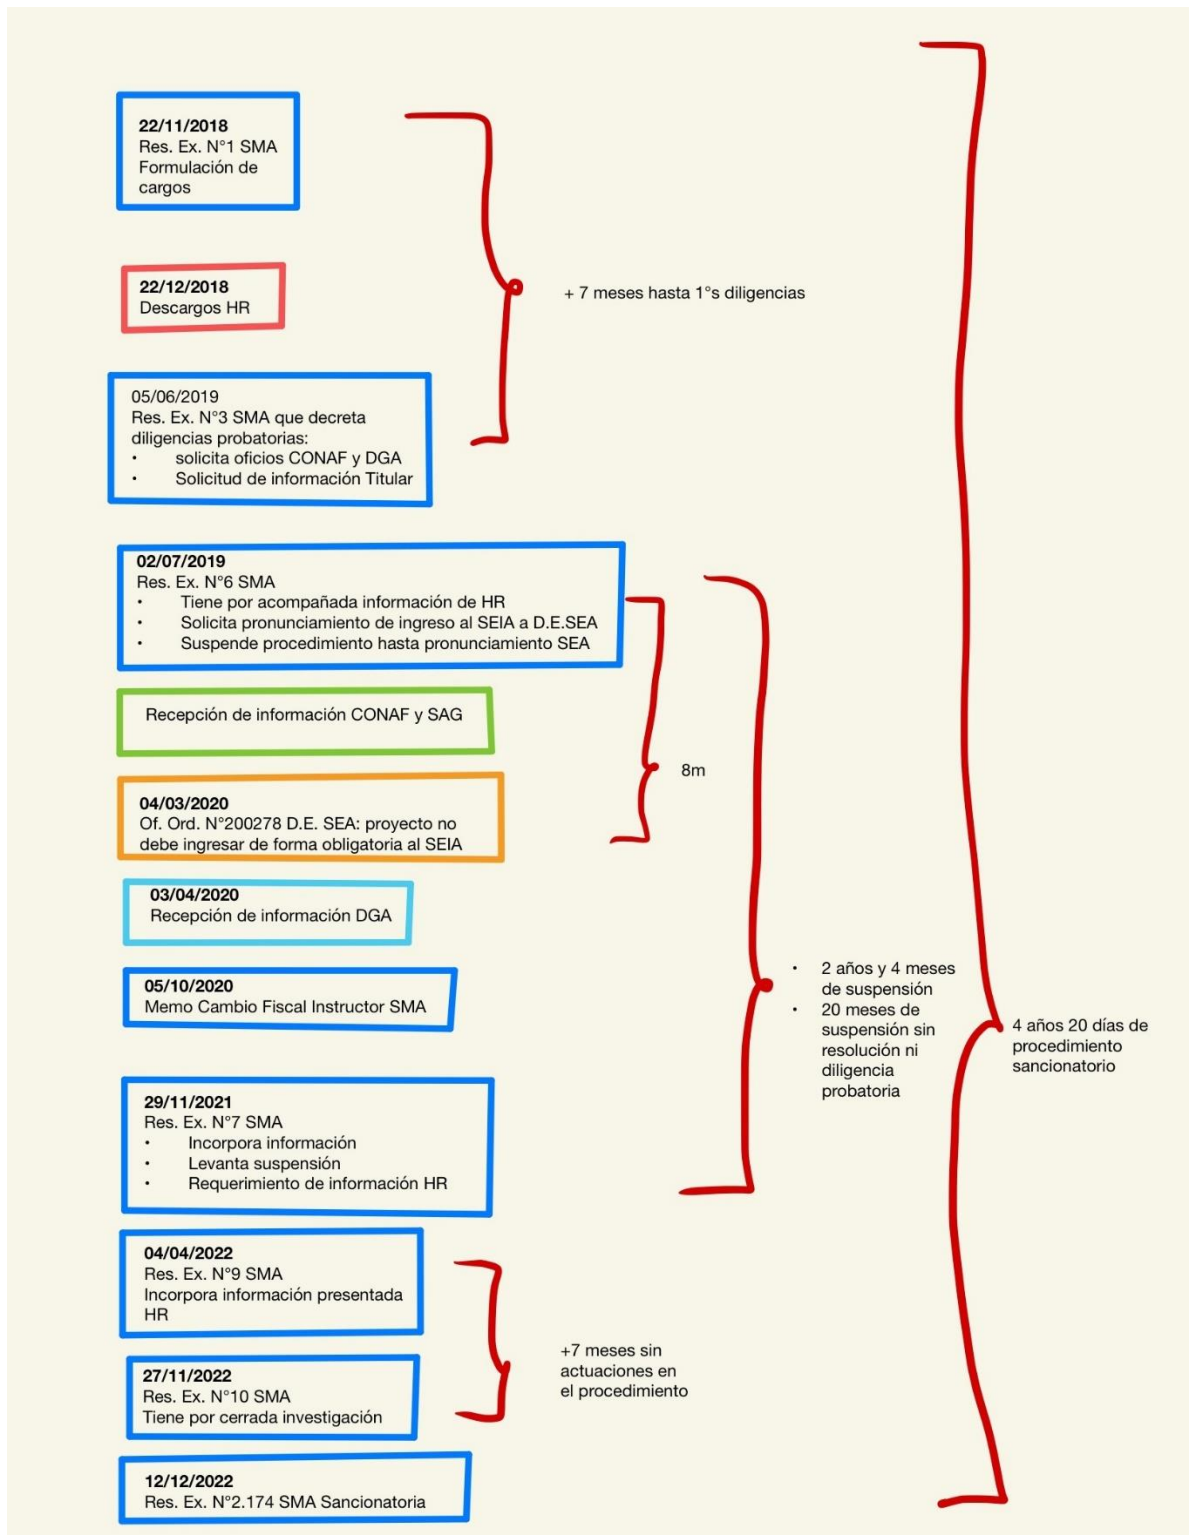 22/11/2018
Res. Ex. N°1 SMA
Formulación de
cargos
22/12/2018
Descargos HR
+ 7 meses hasta 1°s diligencias
05/06/2019
Res. Ex. N°3 SMA que decreta
diligencias probatorias:
• solicita oficios CONAF y DGA
• Solicitud de información Titular
02/07/2019
Res. Ex. N°6 SMA
• Tiene por acompañada información de HR
• Solicita pronunciamiento de ingreso al SEIA a D.E.SEA
• Suspende procedimiento hasta pronunciamiento SEA
Recepción de información CONAF y SAG
8m
04/03/2020
Of. Ord. N°200278 D.E. SEA: proyecto no
debe ingresar de forma obligatoria al SEIA
03/04/2020
Recepción de información DGA
05/10/2020
Memo Cambio Fiscal Instructor SMA
• 2 años y 4 meses
de suspensión
• 20 meses de
suspensión sin
resolución ni
diligencia
probatoria
4 años 20 días de
procedimiento
sancionatorio
29/11/2021
Res. Ex. N°7 SMA
• Incorpora información
• Levanta suspensión
• Requerimiento de información HR
04/04/2022
Res. Ex. N°9 SMA
Incorpora información presentada
HR
+7 meses sin
actuaciones en
el procedimiento
27/11/2022
Res. Ex. N°10 SMA
Tiene por cerrada investigación
12/12/2022
Res. Ex. N°2.174 SMA Sancionatoria